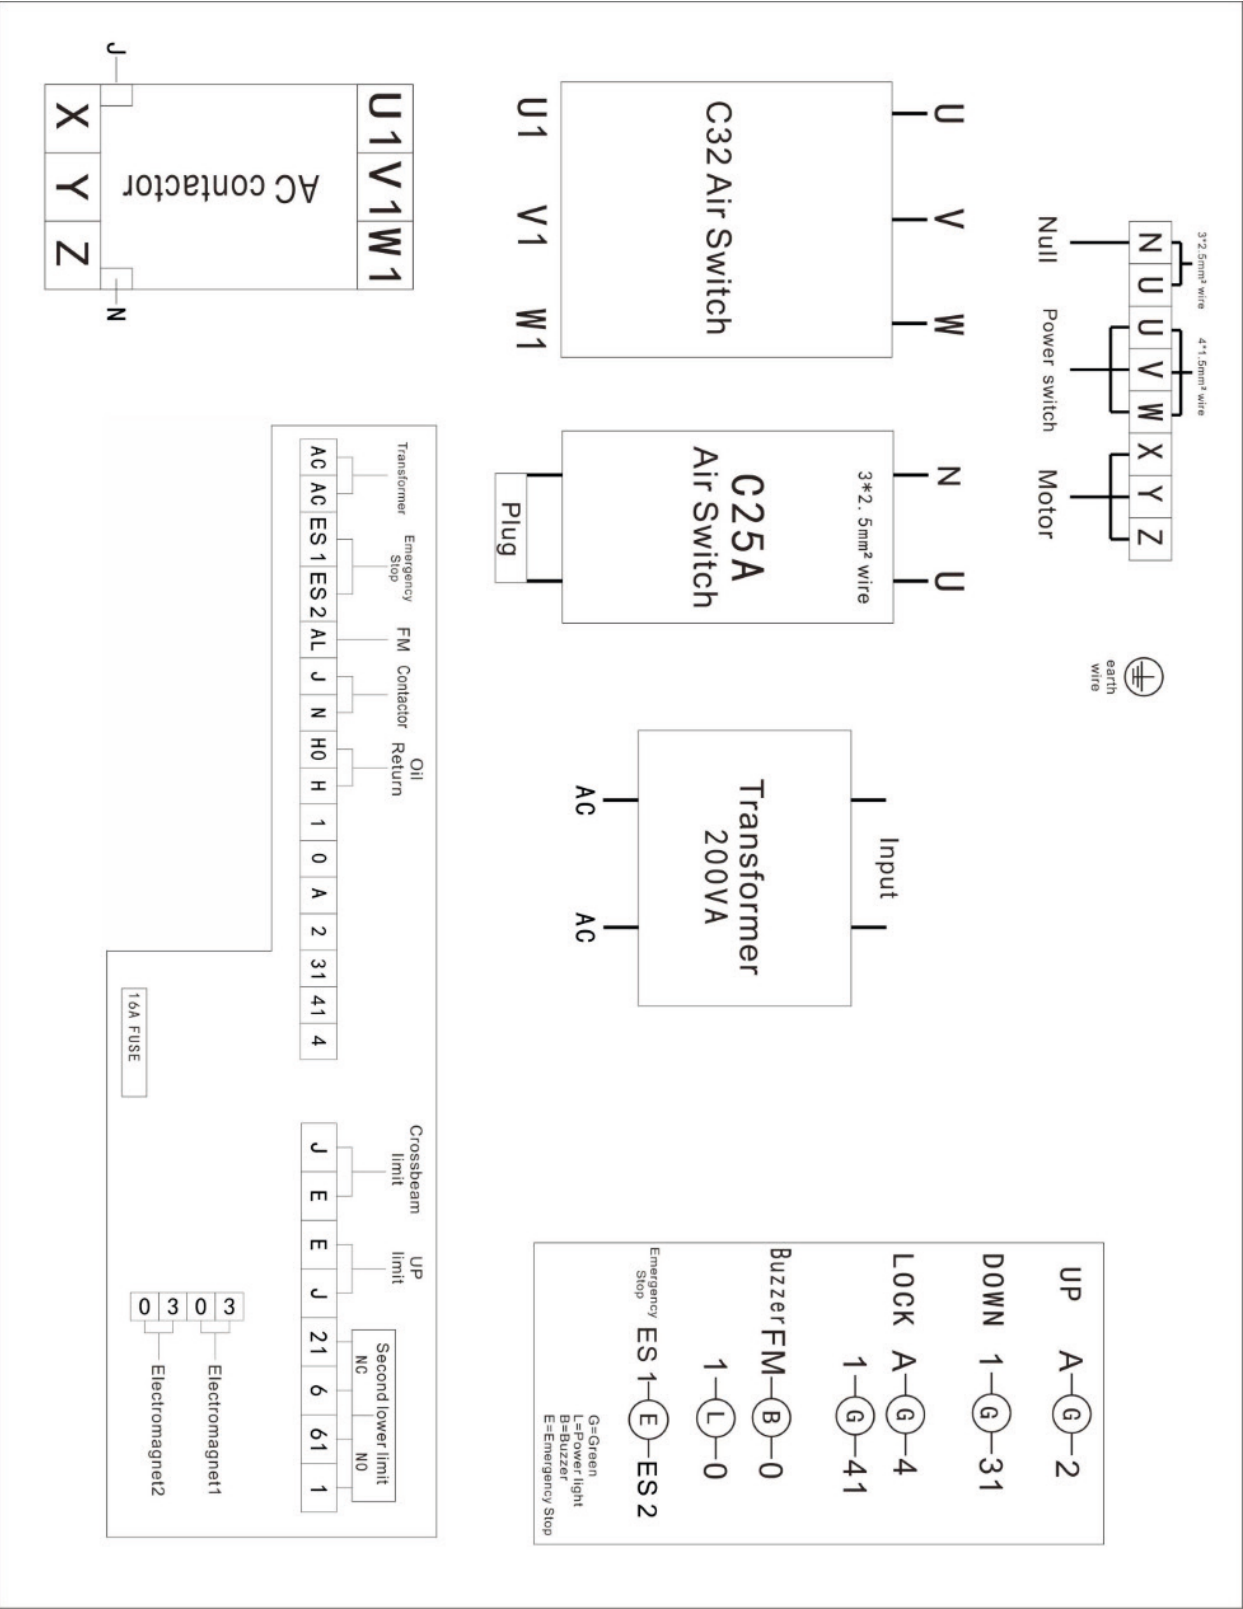 3*2.5mm² wire
4*1.5mm² wire
N U U V W X Y Z
Null
Power switch
Motor
earth
wire
U V W
C32 Air Switch
U1 V1 W1
N U
3*2.5mm² wire
C25A
Air Switch
Plug
Input
Transformer
200VA
AC AC
UP A G 2
DOWN 1 G 31
LOCK A G 4
1 G 41
Buzzer FM B 0
1 L 0
Emergency
Stop
ES 1 E ES 2
G=Green
L=Power light
B=Buzzer
E=Emergency Stop
U1 V1 W1
AC contactor
X Y Z
J
N
Transformer
Emergency
Stop
FM
Contactor
Oil
Return
AC AC ES 1 ES 2 AL J N H0 H 1 0 A 2 31 41 4
Crossbeam
limit
UP
limit
Second lower limit
NC
NO
J E E J 21 6 61 1
16A FUSE
3
0
3
0
Electromagnet1
Electromagnet2